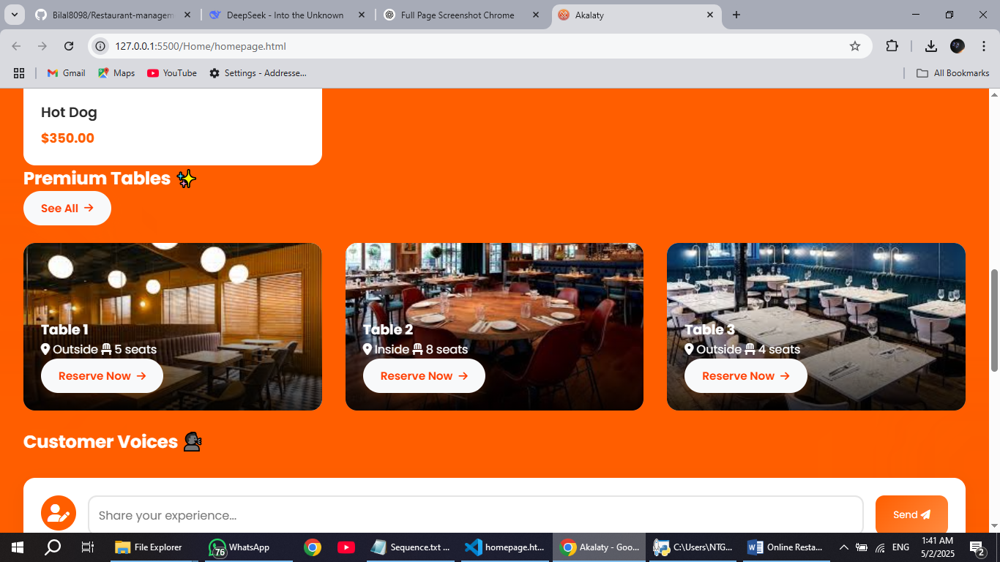 Bilal8098/Restaurant-managem
DeepSeek - Into the Unknown
Full Page Screenshot Chrome
Akalaty
127.0.0.1:5500/Home/homepage.html
Gmail
Maps
YouTube
Settings - Addresse...
All Bookmarks
Hot Dog
$350.00
Premium Tables ✨
See All →
Table 1
Outside 5 seats
Reserve Now →
Table 2
Inside 8 seats
Reserve Now →
Table 3
Outside 4 seats
Reserve Now →
Customer Voices 🗣️
Share your experience...
Send
File Explorer
76
WhatsApp
Sequence.txt ...
homepage.ht...
Akalaty - Goo...
C:\Users\NTG...
Online Resta...
ENG
1:41 AM
5/2/2025
2